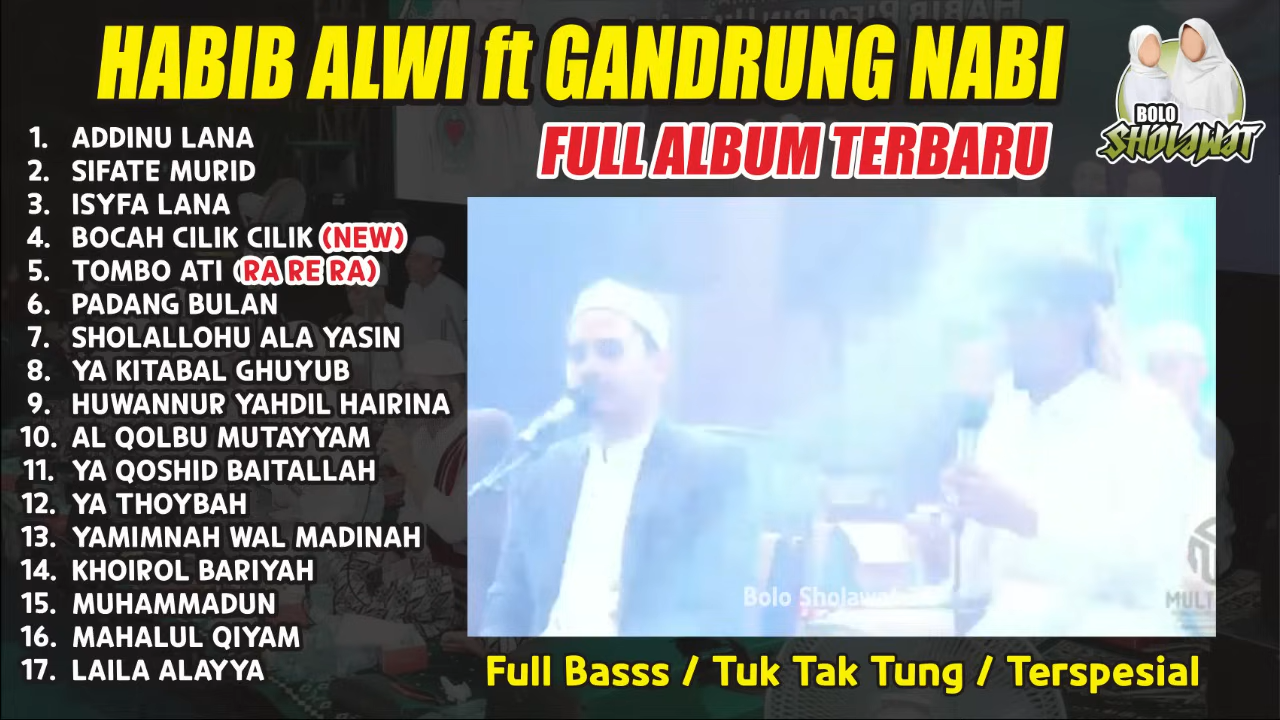 HABIB ALWI ft GANDRUNG NABI
BOLO
SHOLAWAT
FULL ALBUM TERBARU
1. ADDINU LANA
2. SIFATE MURID
3. ISYFA LANA
4. BOCAH CILIK CILIK (NEW)
5. TOMBO ATI (RA RE RA)
6. PADANG BULAN
7. SHOLALLOHU ALA YASIN
8. YA KITABAL GHUYUB
9. HUWANNUR YAHDIL HAIRINA
10. AL QOLBU MUTAYYAM
11. YA QOSHID BAITALLAH
12. YA THOYBAH
13. YAMIMNAH WAL MADINAH
14. KHOIROL BARIYAH
15. MUHAMMADUN
16. MAHALUL QIYAM
17. LAILA ALAYYA
Bolo Sholawat
MULT
Full Basss / Tuk Tak Tung / Terspesial